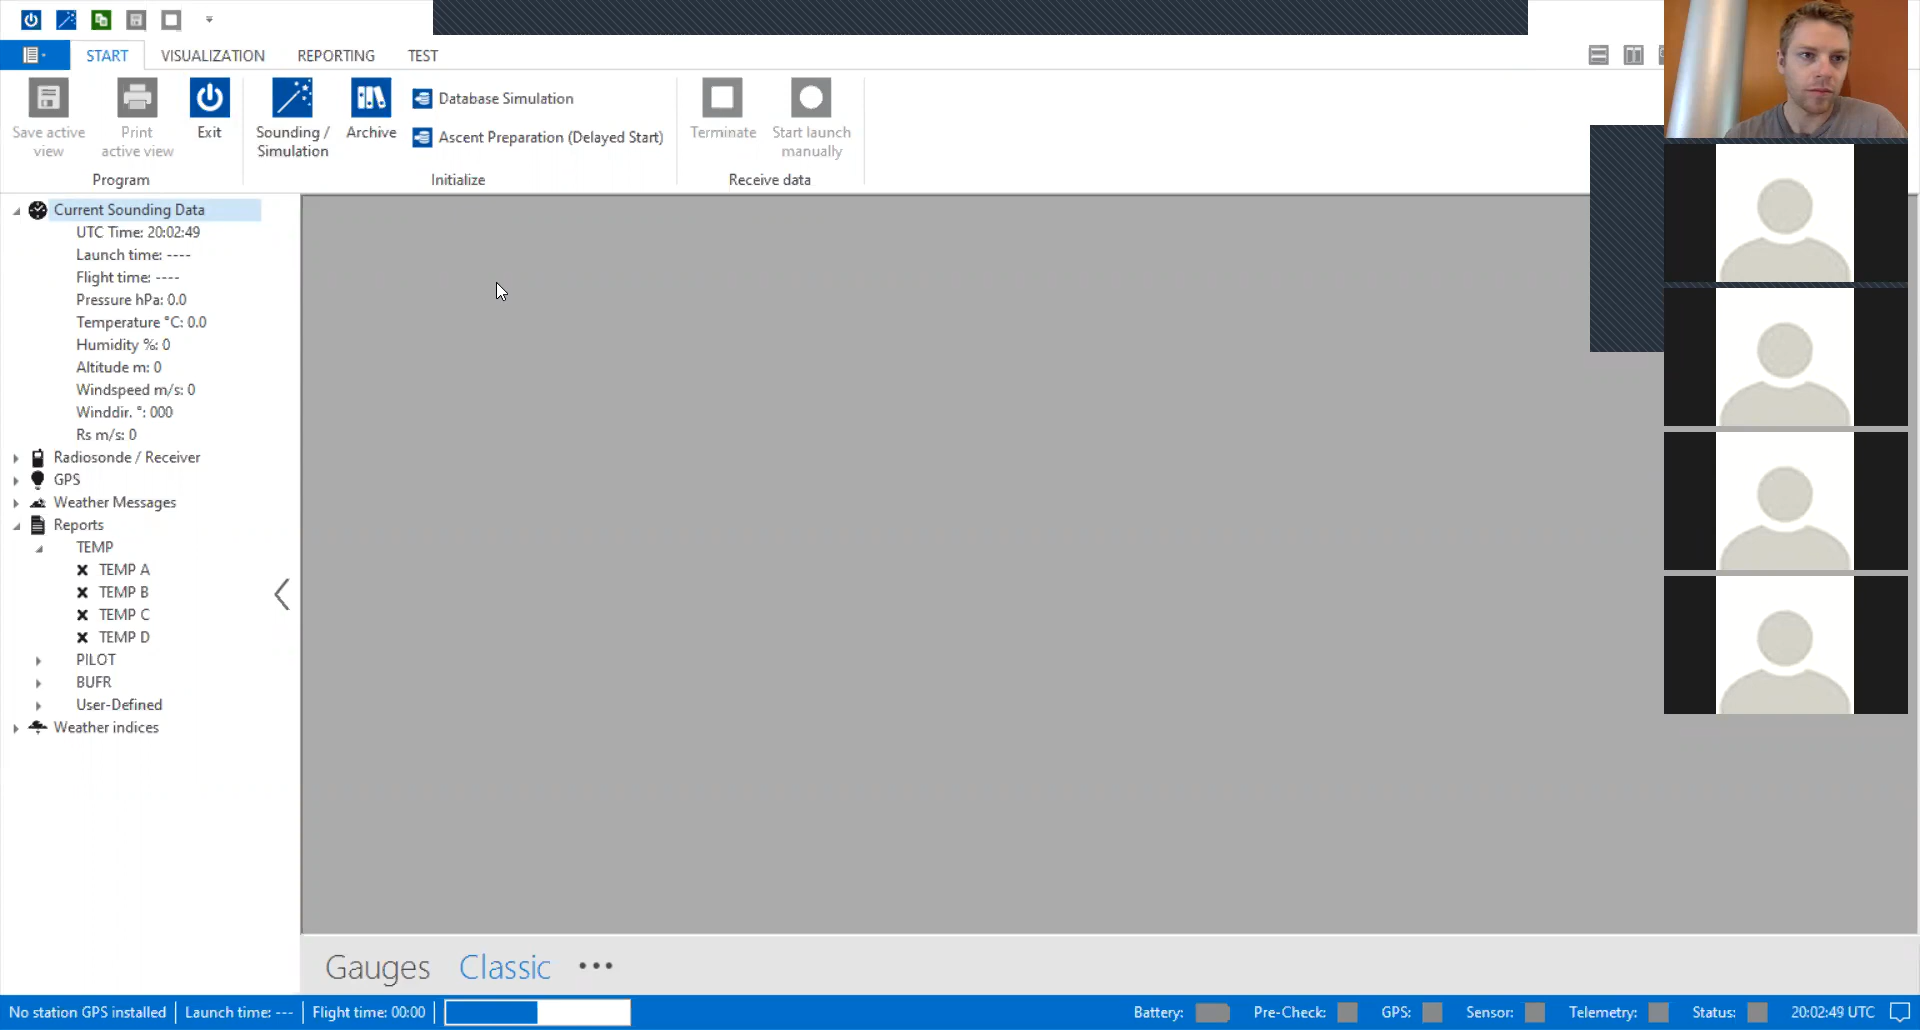 START VISUALIZATION REPORTING TEST
Save active view
Print active view
Exit
Sounding / Simulation
Archive
Database Simulation
Ascent Preparation (Delayed Start)
Terminate
Start launch manually
Program
Initialize
Receive data
Current Sounding Data
UTC Time: 20:02:49
Launch time: ----
Flight time: ----
Pressure hPa: 0.0
Temperature °C: 0.0
Humidity %: 0
Altitude m: 0
Windspeed m/s: 0
Winddir. °: 000
Rs m/s: 0
Radiosonde / Receiver
GPS
Weather Messages
Reports
TEMP
TEMP A
TEMP B
TEMP C
TEMP D
PILOT
BUFR
User-Defined
Weather indices
Gauges Classic •••
No station GPS installed Launch time: --- Flight time: 00:00 Battery: Pre-Check: GPS: Sensor: Telemetry: Status: 20:02:49 UTC